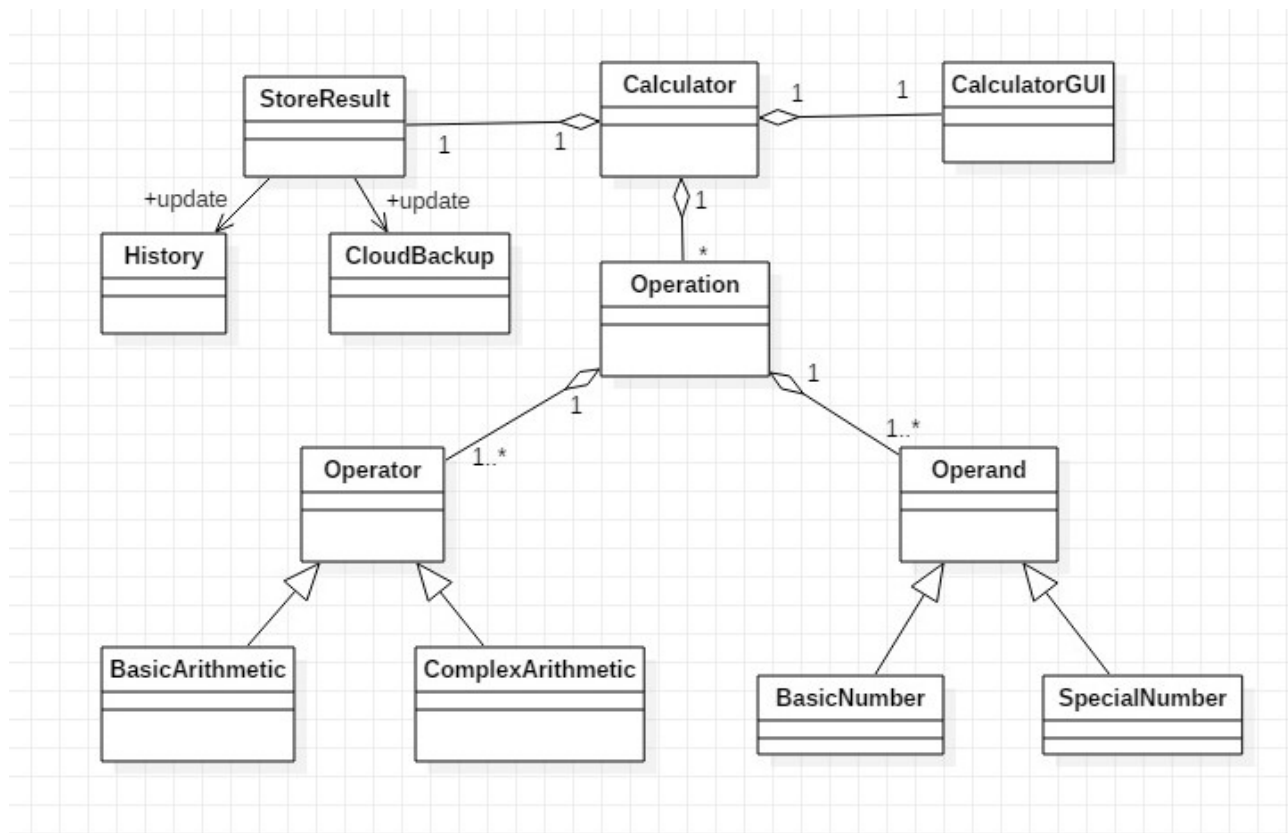 Calculator
CalculatorGUI
StoreResult
1
1
1
1
1
+update
+update
*
History
CloudBackup
Operation
1
1
1..*
1..*
Operator
Operand
BasicArithmetic
ComplexArithmetic
BasicNumber
SpecialNumber